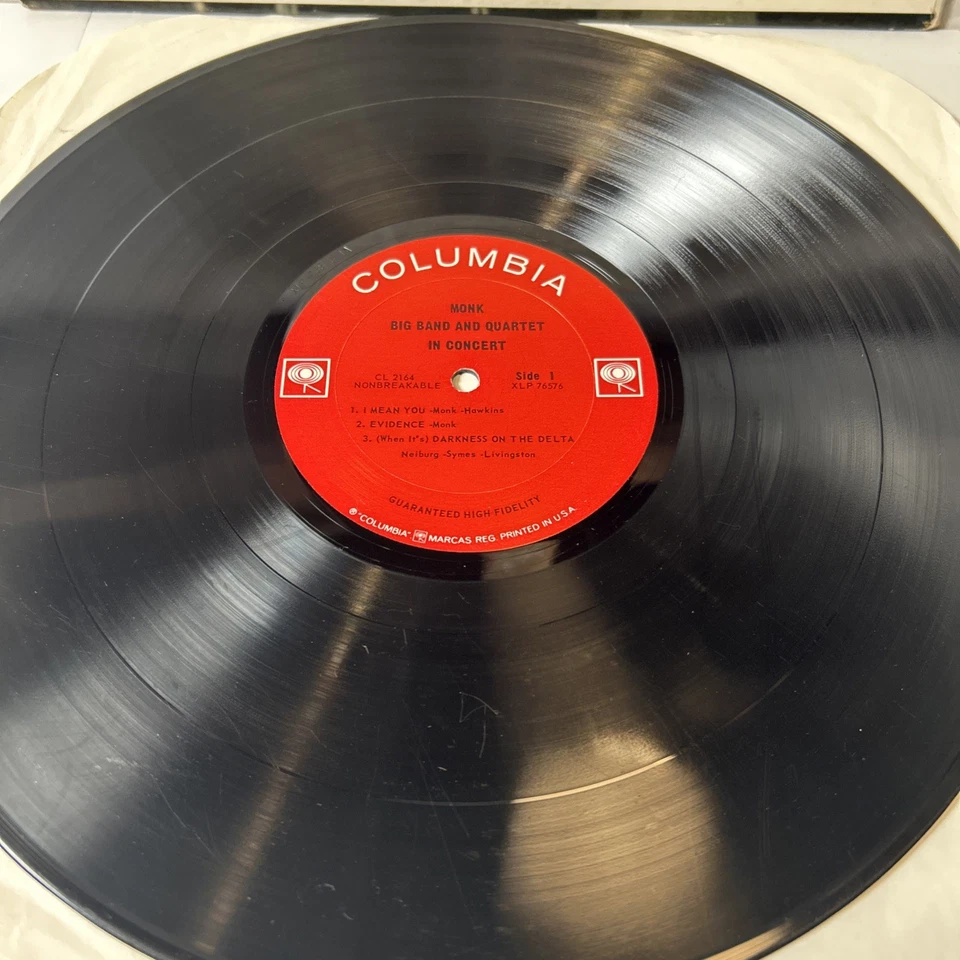 COLUMBIA
MONK
BIG BAND AND QUARTET
IN CONCERT
CL 2164 Side 1
NONBREAKABLE XLP 76576
1. I MEAN YOU -Monk -Hawkins
2. EVIDENCE -Monk
3. (When It's) DARKNESS ON THE DELTA
Neiburg -Symes -Livingston
GUARANTEED HIGH-FIDELITY
® "COLUMBIA" MARCAS REG. PRINTED IN U.S.A.